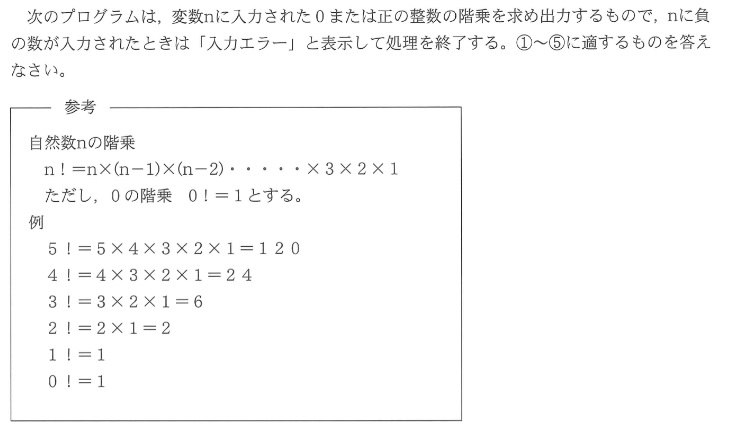 次のプログラムは，変数nに入力された０または正の整数の階乗を求め出力するもので，nに負
の数が入力されたときは「入力エラー」と表示して処理を終了する。①～⑤に適するものを答え
なさい。
参考
自然数nの階乗
n！＝n×(n－1)×(n－2)・・・・・×３×２×１
ただし，０の階乗　０！＝１とする。
例
５！＝５×４×３×２×１＝１２０
４！＝４×３×２×１＝２４
３！＝３×２×１＝６
２！＝２×１＝２
１！＝１
０！＝１